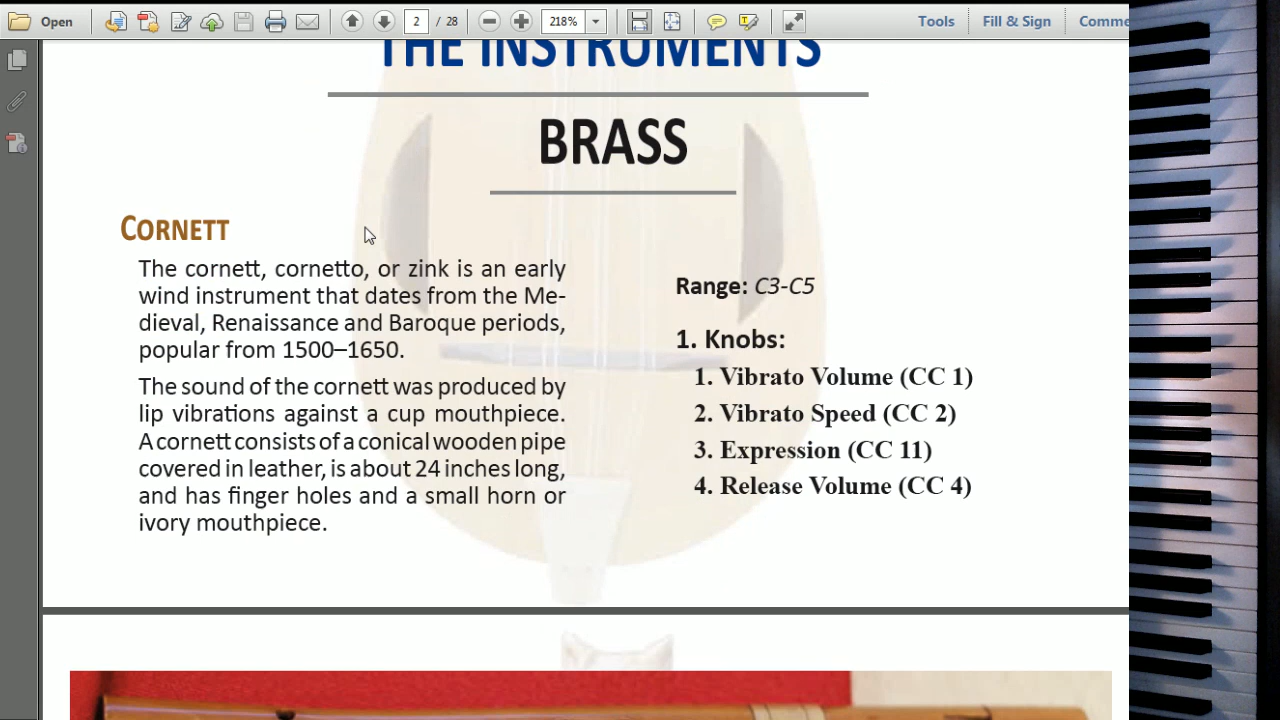 Open
2 / 28
218%
Tools
Fill & Sign
Comme
THE INSTRUMENTS
BRASS
CORNETT
The cornett, cornetto, or zink is an early
wind instrument that dates from the Me-
dieval, Renaissance and Baroque periods,
popular from 1500–1650.
The sound of the cornett was produced by
lip vibrations against a cup mouthpiece.
A cornett consists of a conical wooden pipe
covered in leather, is about 24 inches long,
and has finger holes and a small horn or
ivory mouthpiece.
Range: C3-C5
1. Knobs:
1. Vibrato Volume (CC 1)
2. Vibrato Speed (CC 2)
3. Expression (CC 11)
4. Release Volume (CC 4)